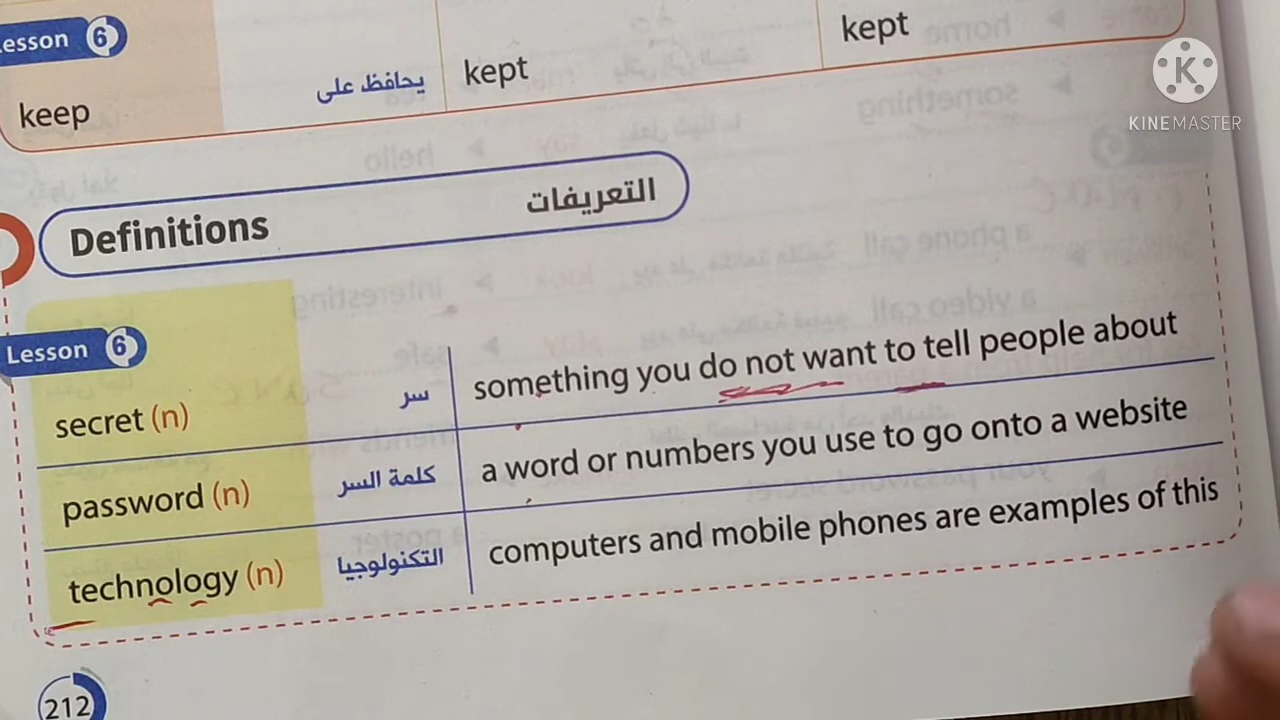 Lesson 6
keep يحافظ على kept kept
KINEMASTER
Definitions التعريفات
Lesson 6
secret (n) سر something you do not want to tell people about
password (n) كلمة السر a word or numbers you use to go onto a website
technology (n) التكنولوجيا computers and mobile phones are examples of this
212